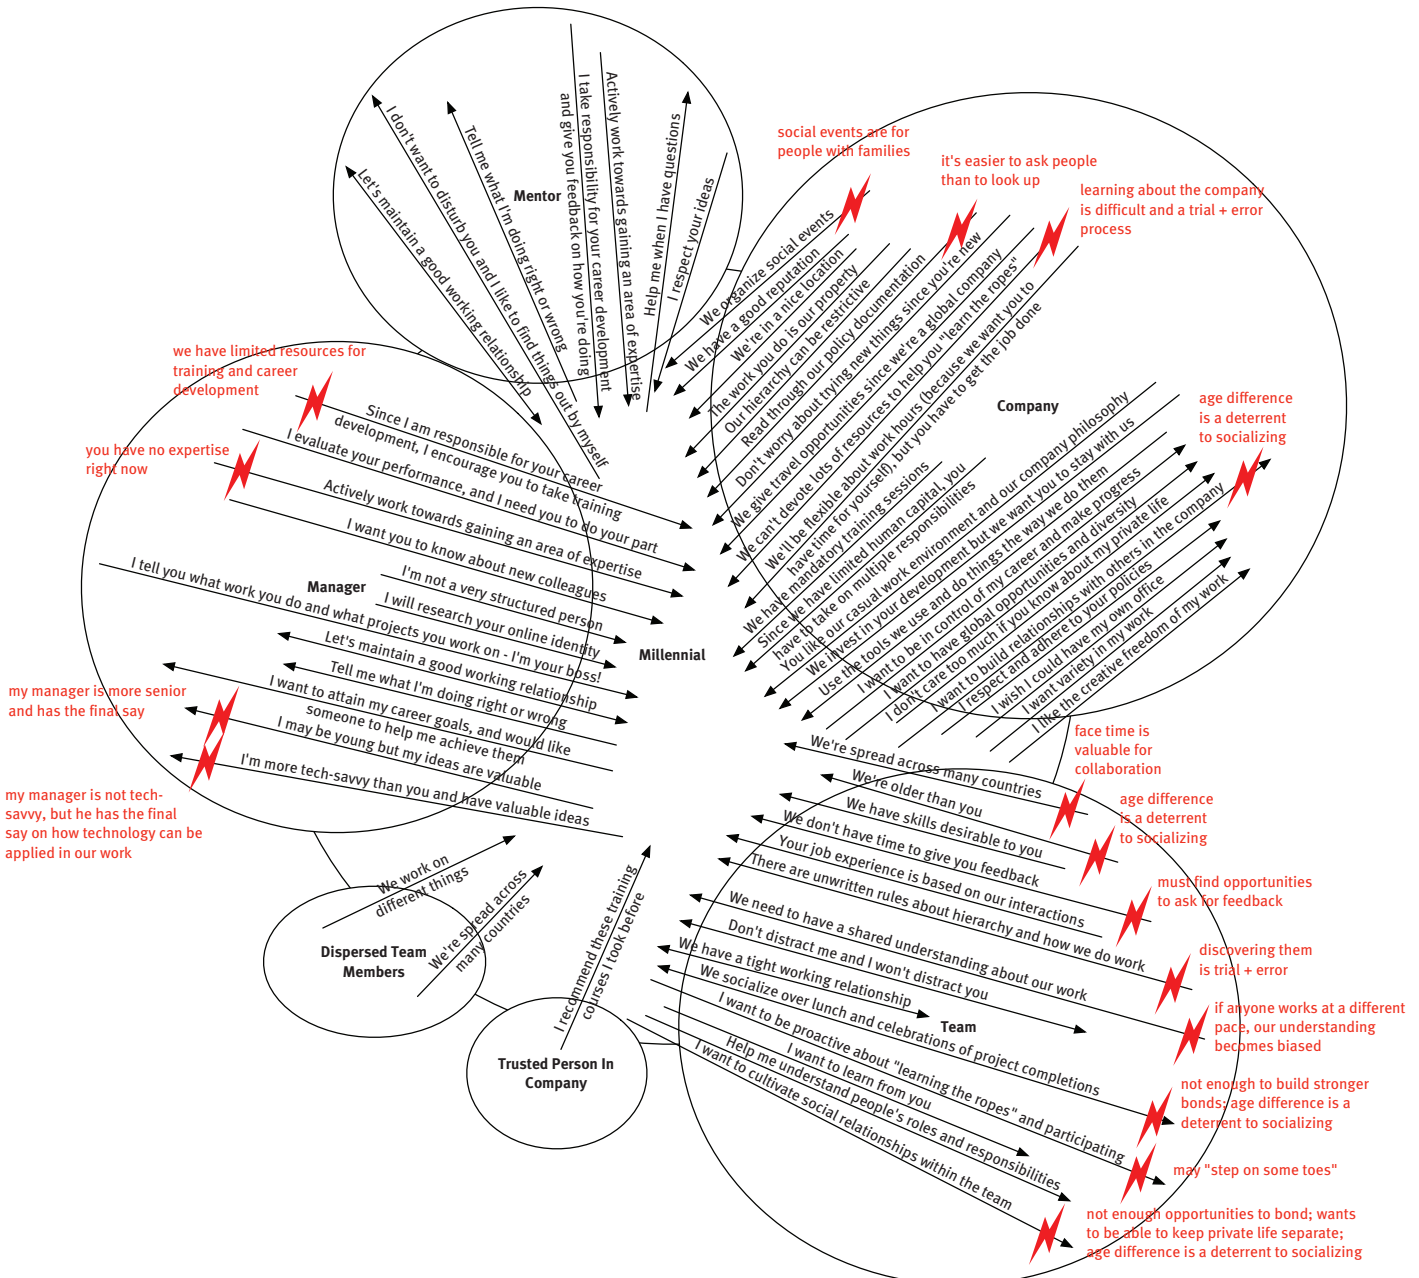 Mentor
Let's maintain a good working relationship
I don't want to disturb you and I like to find things out by myself
Tell me what I'm doing right or wrong
I take responsibility for your career development
and give you feedback on how you're doing
Actively work towards gaining an area of expertise
Help me when I have questions
I respect your ideas
social events are for
people with families
it's easier to ask people
than to look up
learning about the company
is difficult and a trial + error
process
Company
We organize social events
We have a good reputation
We're in a nice location
The work you do is our property
Our hierarchy can be restrictive
Read through our policy documentation
Don't worry about trying new things since you're new
We give travel opportunities since we're a global company
We can't devote lots of resources to help you "learn the ropes"
We'll be flexible about work hours (because we want you to
have time for yourself), but you have to get the job done
We have mandatory training sessions
Since we have limited human capital, you
have to take on multiple responsibilities
You like our casual work environment and our company philosophy
We invest in your development but we want you to stay with us
Use the tools we use and do things the way we do them
I want to be in control of my career and make progress
I want to have global opportunities and diversity
I don't care too much if you know about my private life
I want to build relationships with others in the company
I respect and adhere to your policies
I wish I could have my own office
I want variety in my work
I like the creative freedom of my work
age difference
is a deterrent
to socializing
we have limited resources for
training and career
development
you have no expertise
right now
Manager
Since I am responsible for your career
development, I encourage you to take training
I evaluate your performance, and I need you to do your part
Actively work towards gaining an area of expertise
I want you to know about new colleagues
I'm not a very structured person
I will research your online identity
I tell you what work you do and what projects you work on - I'm your boss!
Let's maintain a good working relationship
Tell me what I'm doing right or wrong
I want to attain my career goals, and would like
someone to help me achieve them
I may be young but my ideas are valuable
I'm more tech-savvy than you and have valuable ideas
my manager is more senior
and has the final say
my manager is not tech-
savvy, but he has the final
say on how technology can be
applied in our work
Millennial
We work on
different things
We're spread across
many countries
Dispersed Team
Members
I recommend these training
courses I took before
Trusted Person In
Company
Team
We're spread across many countries
We're older than you
We have skills desirable to you
We don't have time to give you feedback
Your job experience is based on our interactions
There are unwritten rules about hierarchy and how we do work
We need to have a shared understanding about our work
Don't distract me and I won't distract you
We have a tight working relationship
We socialize over lunch and celebrations of project completions
I want to be proactive about "learning the ropes" and participating
I want to learn from you
Help me understand people's roles and responsibilities
I want to cultivate social relationships within the team
face time is
valuable for
collaboration
age difference
is a deterrent
to socializing
must find opportunities
to ask for feedback
discovering them
is trial + error
if anyone works at a different
pace, our understanding
becomes biased
not enough to build stronger
bonds; age difference is a
deterrent to socializing
may "step on some toes"
not enough opportunities to bond; wants
to be able to keep private life separate;
age difference is a deterrent to socializing